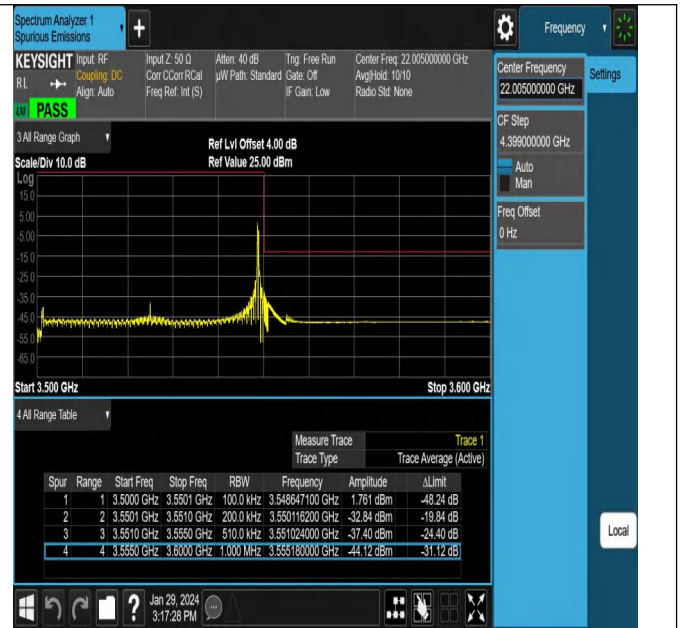 Spectrum Analyzer 1
Spurious Emissions
+
Frequency
KEYSIGHT Input: RF
Coupling: DC
Align: Auto
Input Z: 50 Ω
Corr CCorr RCal
Freq Ref: Int (S)
Atten: 40 dB
µW Path: Standard
Trig: Free Run
Gate: Off
IF Gain: Low
Center Freq: 22.005000000 GHz
Avg|Hold: 10/10
Radio Std: None
RL
PASS
Center Frequency
22.005000000 GHz
Settings
CF Step
4.399000000 GHz
Auto
Man
Freq Offset
0 Hz
3 All Range Graph
Ref Lvl Offset 4.00 dB
Scale/Div 10.0 dB
Ref Value 25.00 dBm
Log
15.0
5.00
-5.00
-15.0
-25.0
-35.0
-45.0
-55.0
-65.0
Start 3.500 GHz
Stop 3.600 GHz
4 All Range Table
Measure Trace Trace 1
Trace Type Trace Average (Active)
Spur Range Start Freq Stop Freq RBW Frequency Amplitude ΔLimit
1 1 3.5000 GHz 3.5501 GHz 100.0 kHz 3.548647100 GHz 1.761 dBm -48.24 dB
2 2 3.5501 GHz 3.5510 GHz 200.0 kHz 3.550116200 GHz -32.84 dBm -19.84 dB
3 3 3.5510 GHz 3.5550 GHz 510.0 kHz 3.551024000 GHz -37.40 dBm -24.40 dB
4 4 3.5550 GHz 3.6000 GHz 1.000 MHz 3.555180000 GHz -44.12 dBm -31.12 dB
Local
?
Jan 29, 2024
3:17:28 PM